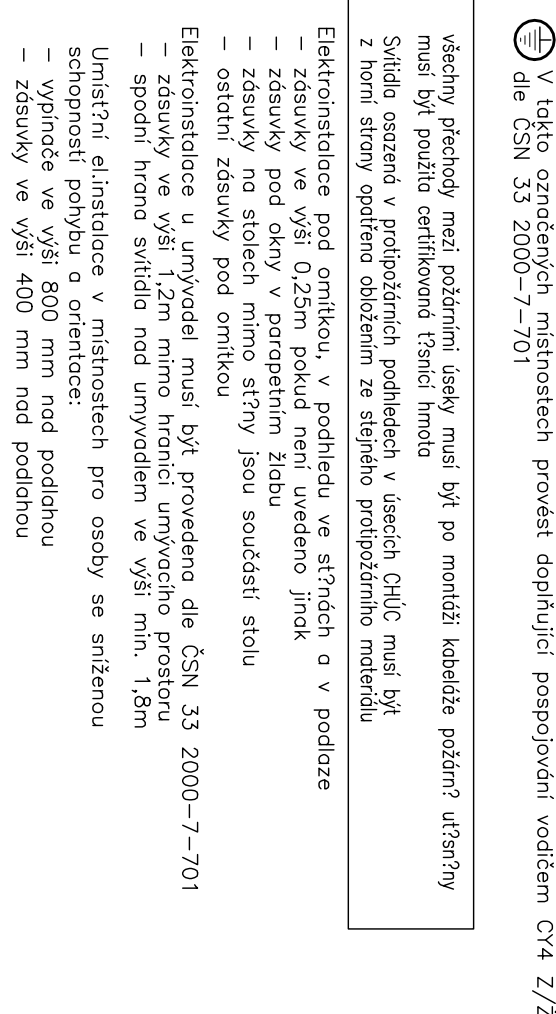 V takto označených místnostech provést doplňující pospojování vodičem CY4 Z/Ž
dle ČSN 33 2000-7-701
všechny přechody mezi požárními úseky musí být po montáži kabeláže požárn? ut?sn?ny
musí být použita certifikovaná t?snící hmota
Svítidla osazená v protipožárních podhledech v úsecích CHÚC musí být
z horní strany opatřena obložením ze stejného protipožárního materiálu
Elektroinstalace pod omítkou, v podhledu ve st?nách a v podlaze
- zásuvky ve výši 0,25m pokud není uvedeno jinak
- zásuvky pod okny v parapetním žlabu
- zásuvky na stolech mimo st?ny jsou součástí stolu
- ostatní zásuvky pod omítkou
Elektroinstalace u umývadel musí být provedena dle ČSN 33 2000-7-701
- zásuvky ve výši 1,2m mimo hranici umývacího prostoru
- spodní hrana svítidla nad umyvadlem ve výši min. 1,8m
Umíst?ní el.instalace v místnostech pro osoby se sníženou
schopností pohybu a orientace:
- vypínače ve výši 800 mm nad podlahou
- zásuvky ve výši 400 mm nad podlahou